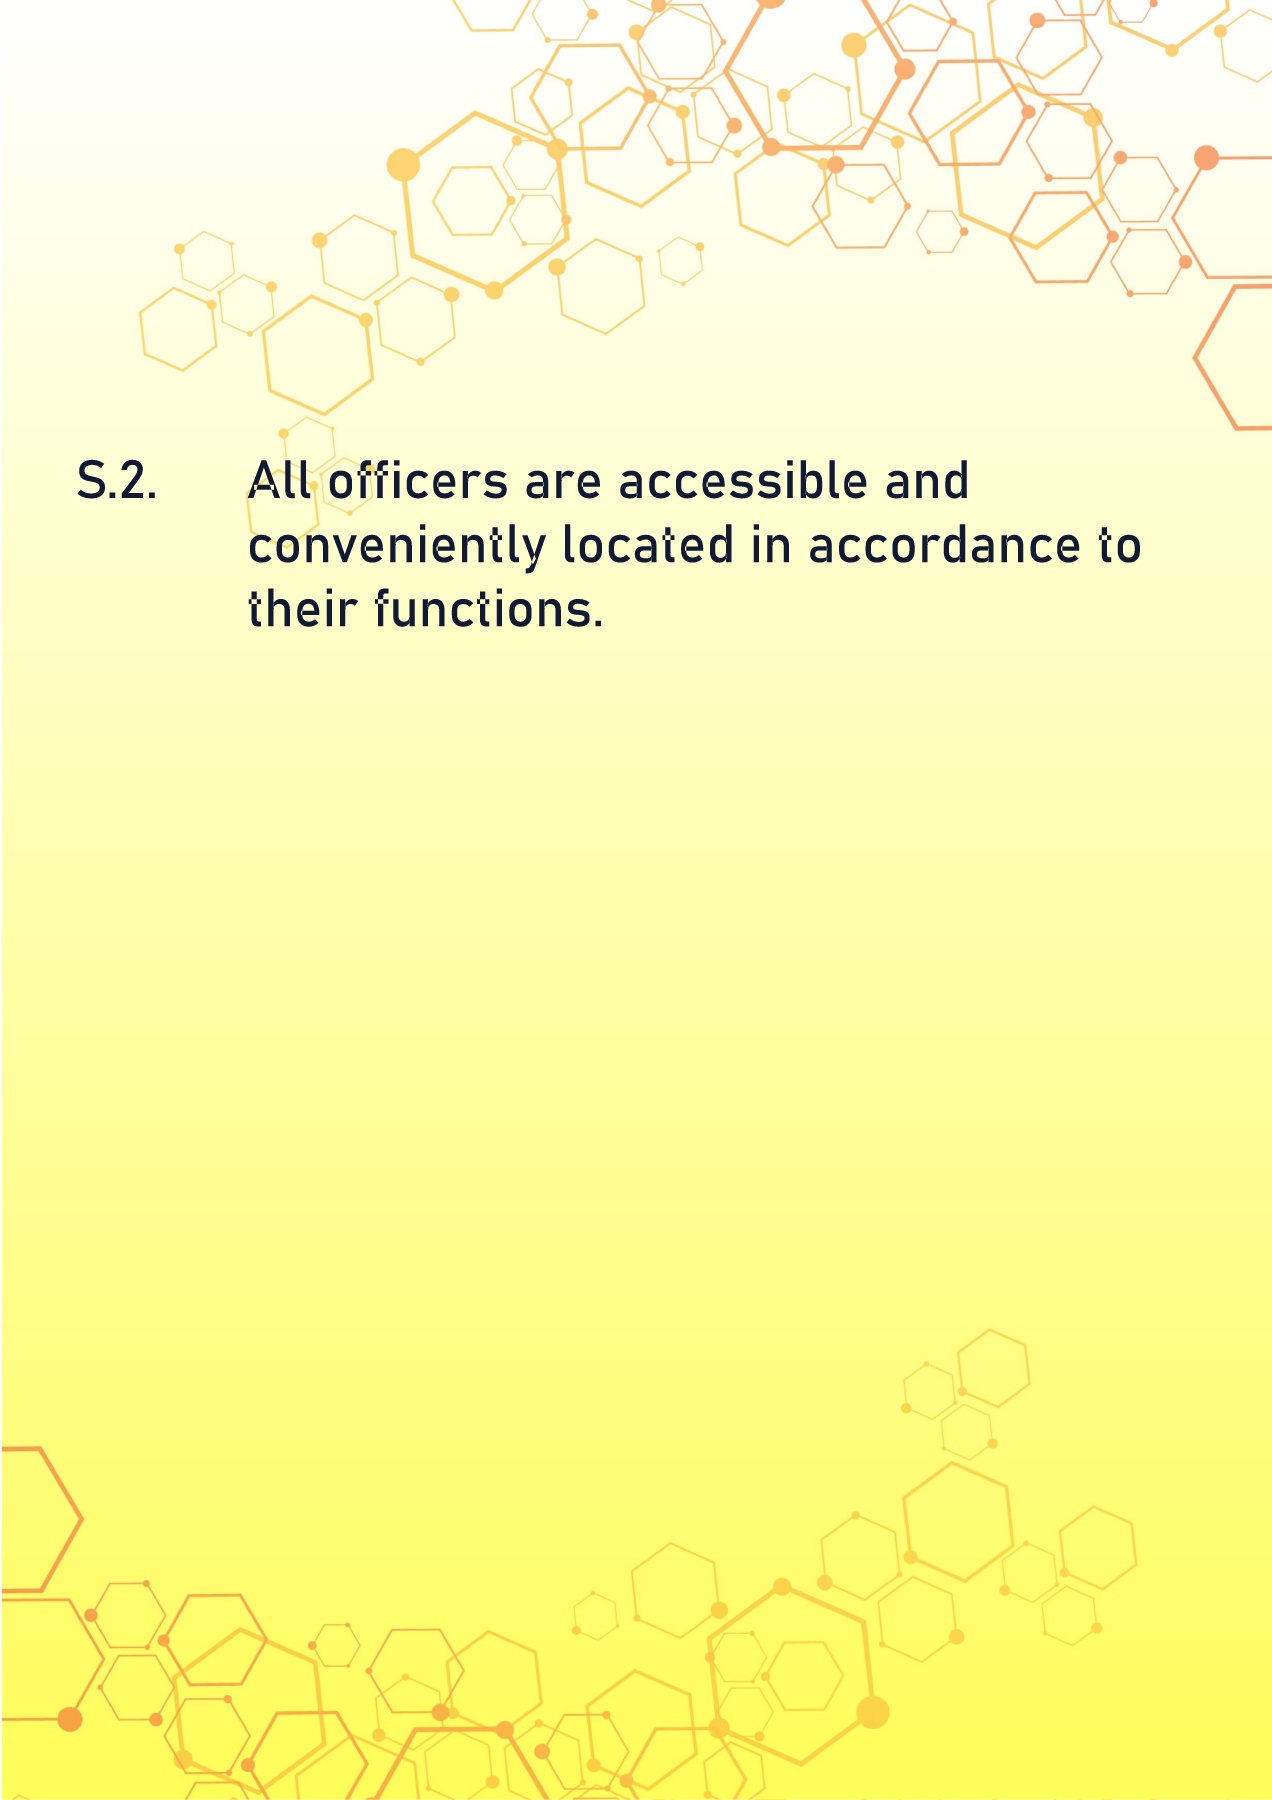 S.2. All officers are accessible and
conveniently located in accordance to
their functions.